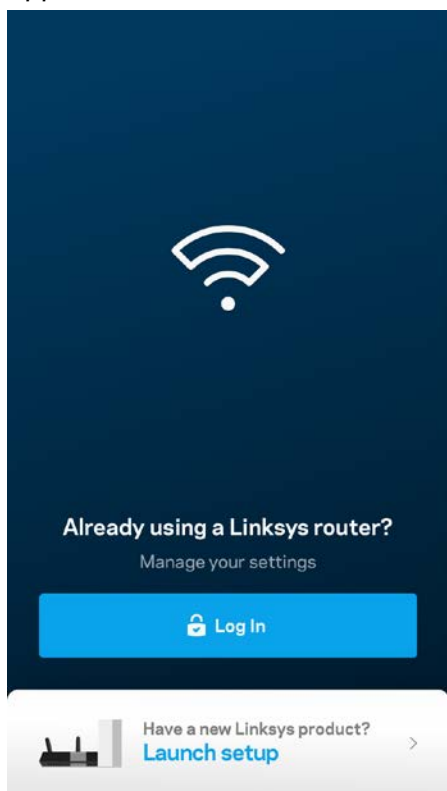 Already using a Linksys router?
Manage your settings
Log In
Have a new Linksys product?
Launch setup